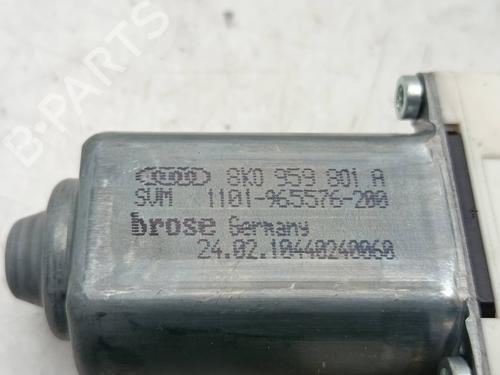 8K0 959 801 A
SVM 1101-965576-200
brose Germany
24.02.10440240060
B-PARTS